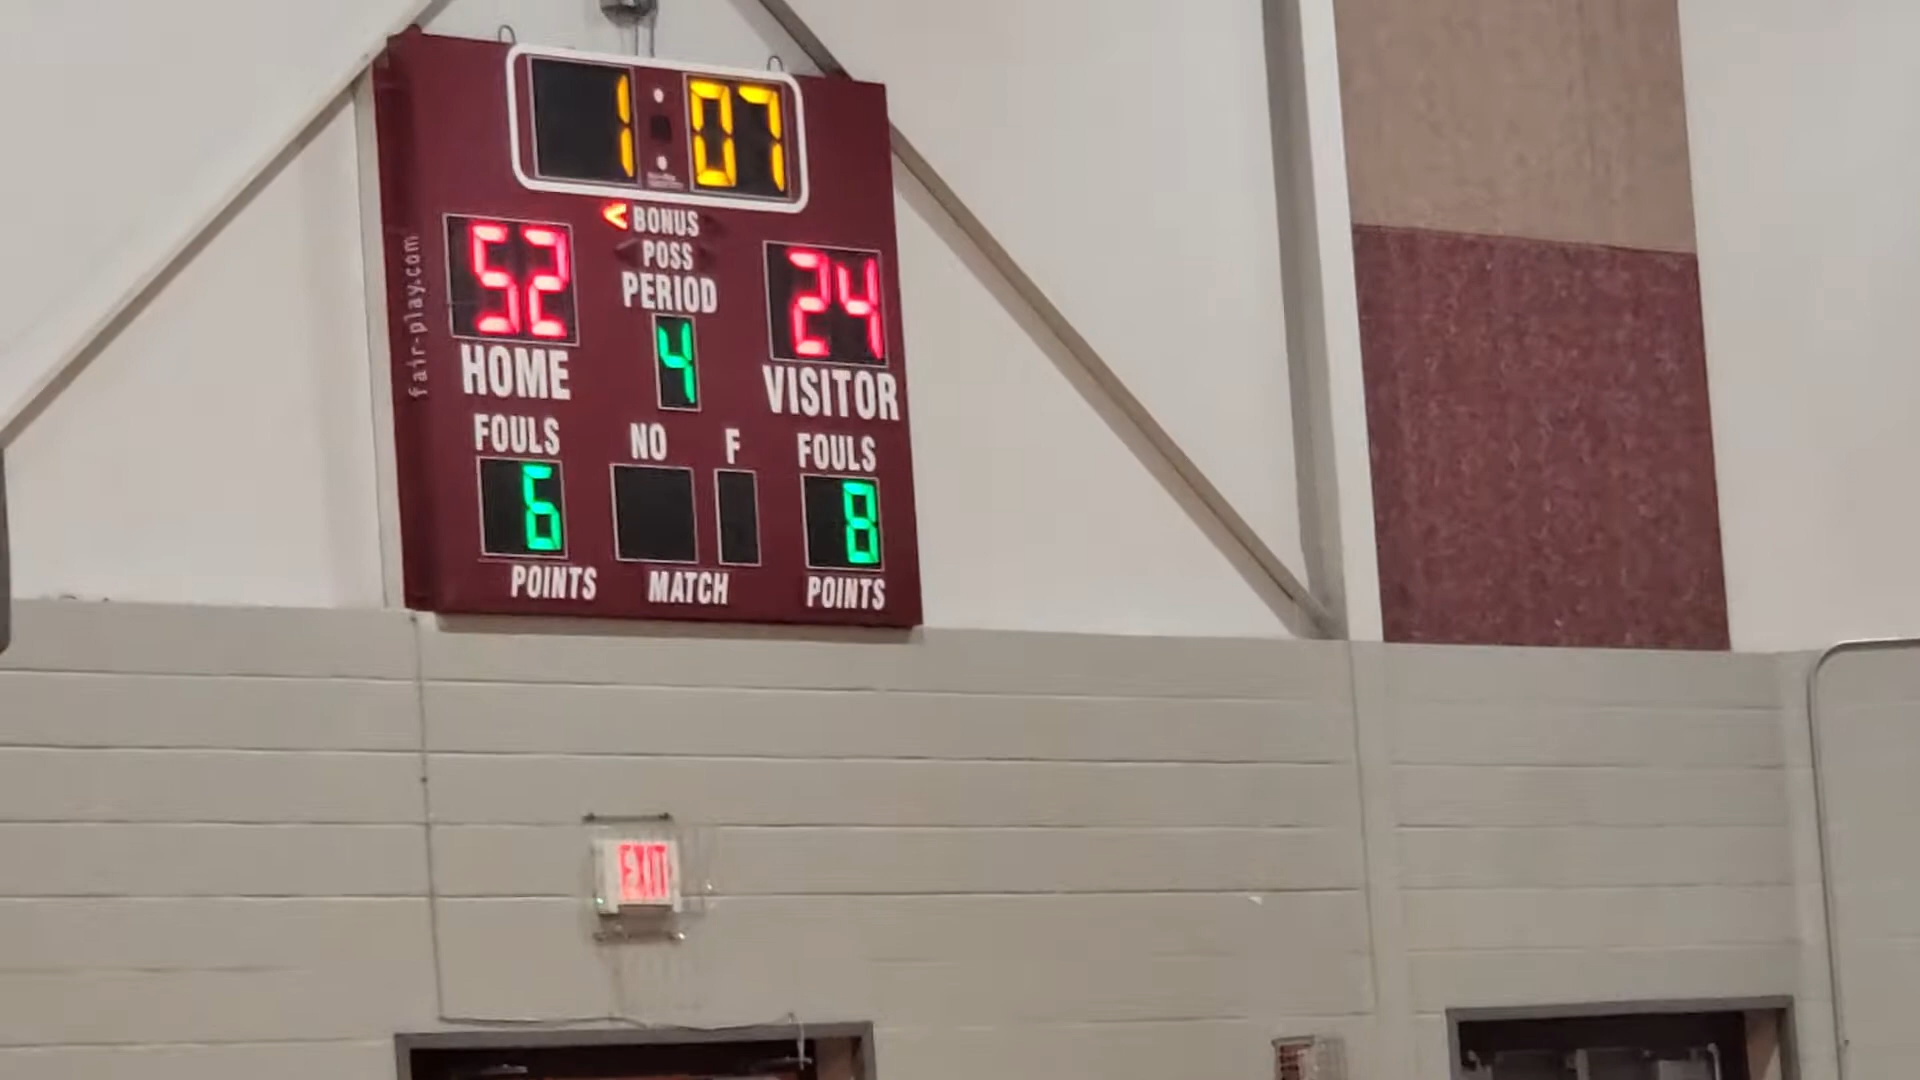 1:07
< BONUS
POSS
52 PERIOD 24
4
HOME VISITOR
FOULS NO F FOULS
6 8
POINTS MATCH POINTS
fair-play.com
EXIT